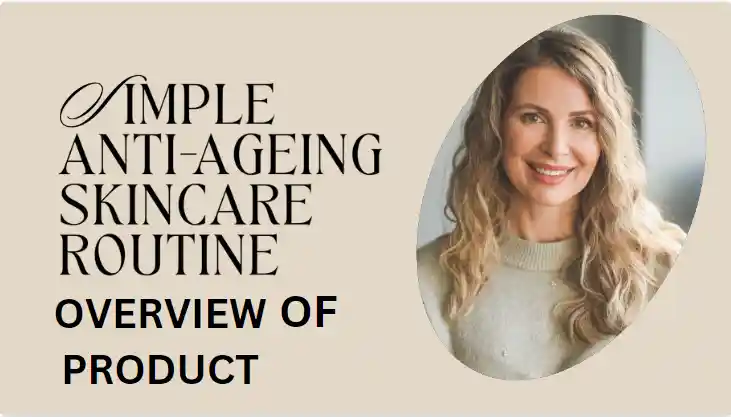 SIMPLE
ANTI-AGEING
SKINCARE
ROUTINE
OVERVIEW OF
PRODUCT